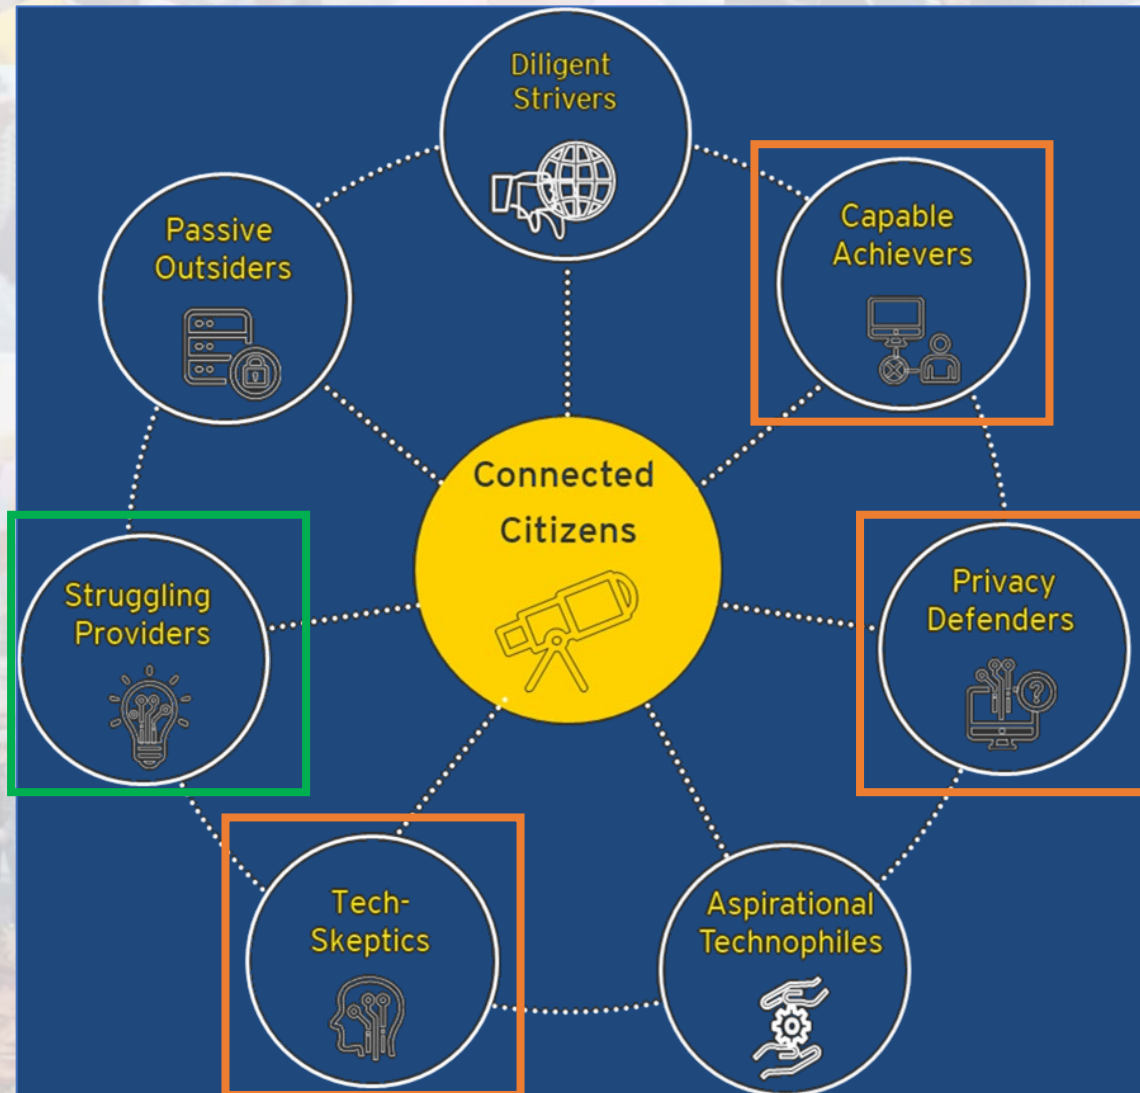 Diligent
Strivers
Capable
Achievers
Passive
Outsiders
Connected
Citizens
Privacy
Defenders
Struggling
Providers
Tech-
Skeptics
Aspirational
Technophiles
?